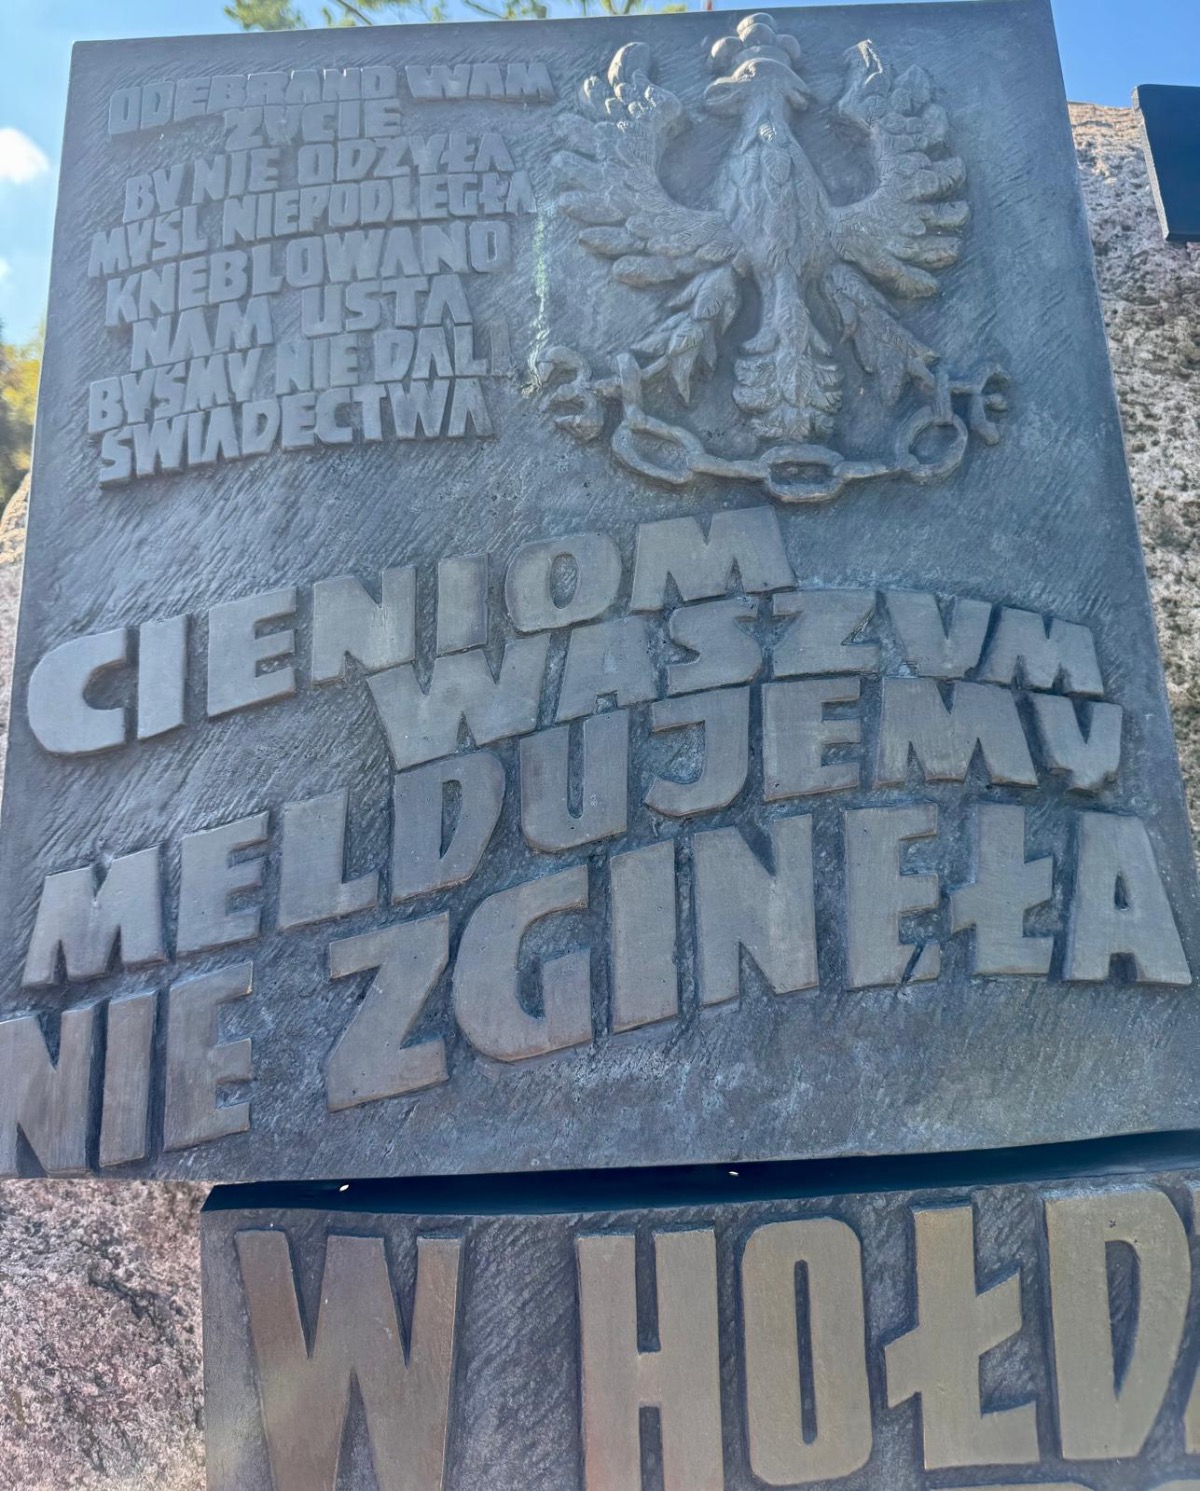 ODEBRANO WAM
ŻYCIE
BY NIE ODŻYŁA
MYŚL NIEPODLEGŁA
KNEBLOWANO
NAM USTA
BYŚMY NIE DALI
ŚWIADECTWA
CIENIOM
WASZYM
MELDUJEMY
NIE ZGINĘŁA
W HOŁD